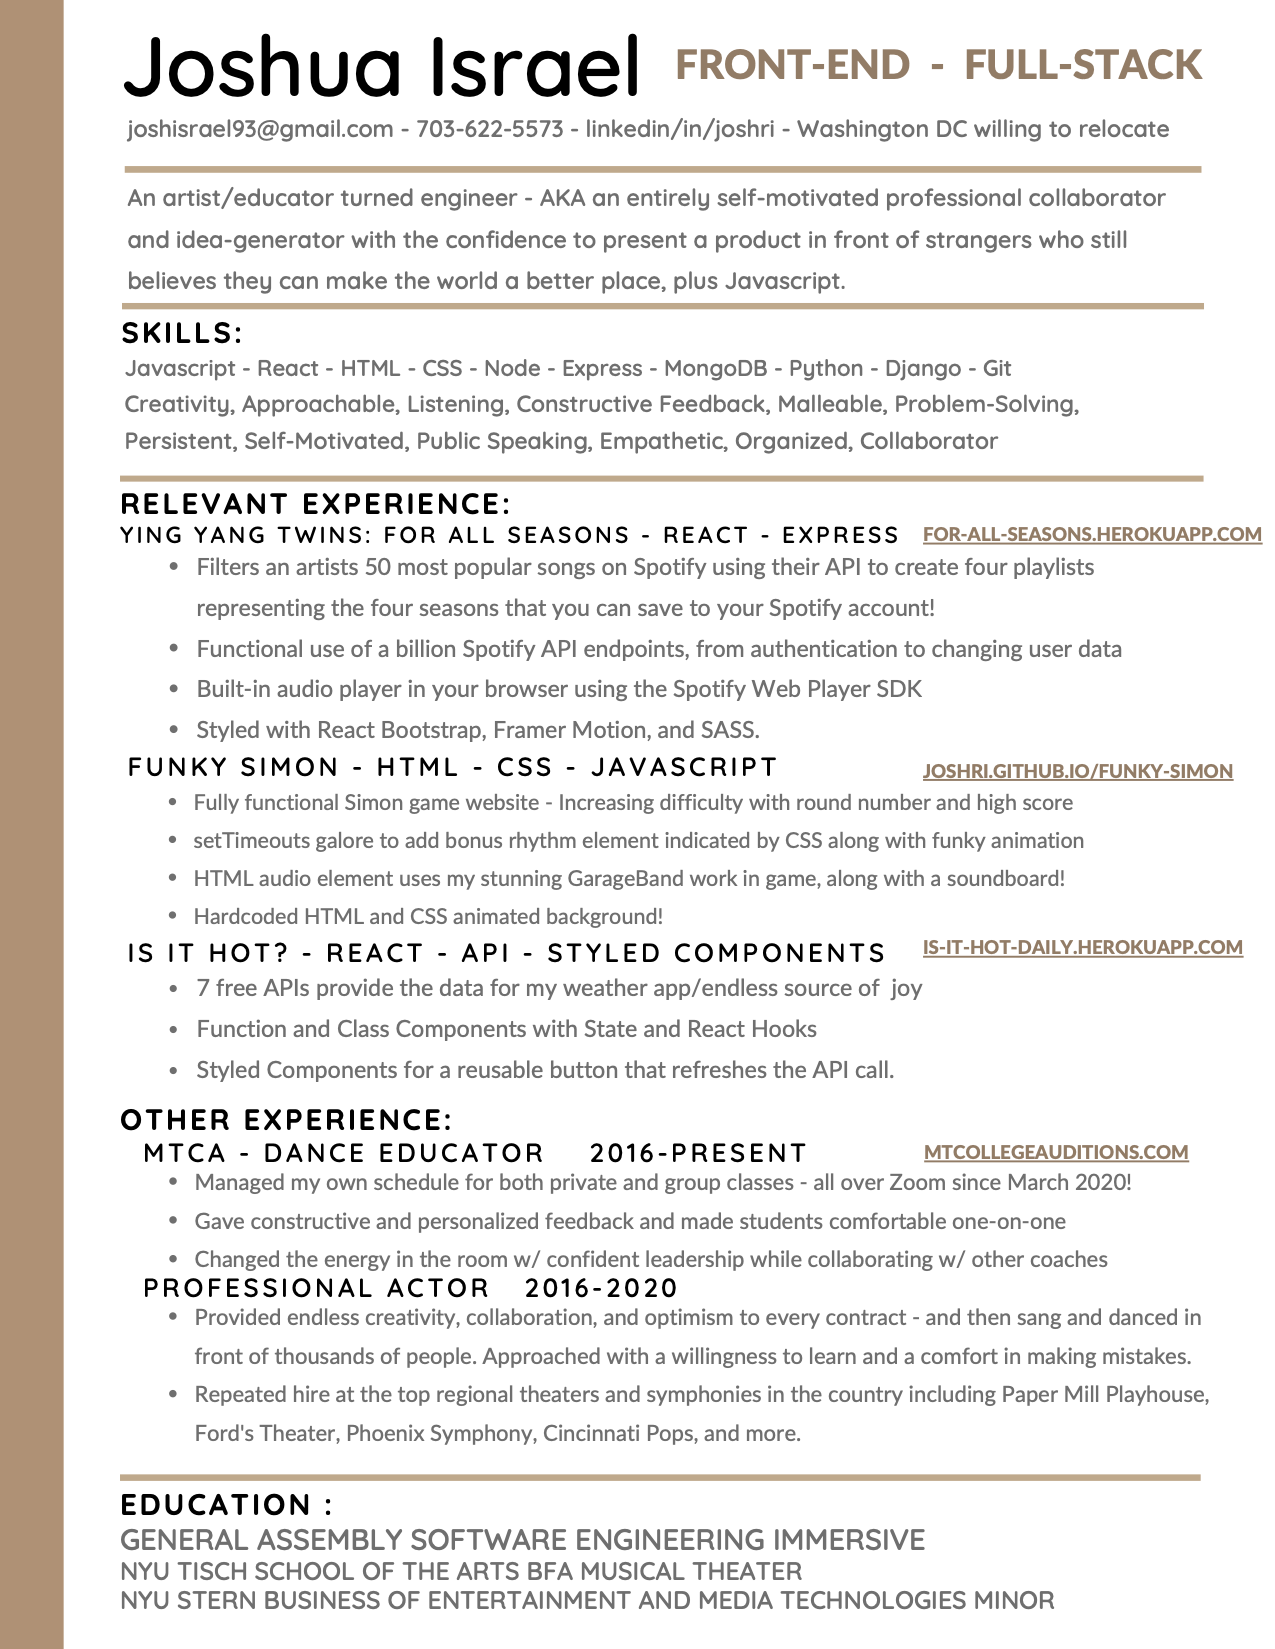 Joshua Israel FRONT-END - FULL-STACK
joshisrael93@gmail.com - 703-622-5573 - linkedin/in/joshri - Washington DC willing to relocate
An artist/educator turned engineer - AKA an entirely self-motivated professional collaborator
and idea-generator with the confidence to present a product in front of strangers who still
believes they can make the world a better place, plus Javascript.
SKILLS:
Javascript - React - HTML - CSS - Node - Express - MongoDB - Python - Django - Git
Creativity, Approachable, Listening, Constructive Feedback, Malleable, Problem-Solving,
Persistent, Self-Motivated, Public Speaking, Empathetic, Organized, Collaborator
RELEVANT EXPERIENCE:
YING YANG TWINS: FOR ALL SEASONS - REACT - EXPRESS FOR-ALL-SEASONS.HEROKUAPP.COM
• Filters an artists 50 most popular songs on Spotify using their API to create four playlists
representing the four seasons that you can save to your Spotify account!
• Functional use of a billion Spotify API endpoints, from authentication to changing user data
• Built-in audio player in your browser using the Spotify Web Player SDK
• Styled with React Bootstrap, Framer Motion, and SASS.
FUNKY SIMON - HTML - CSS - JAVASCRIPT JOSHRI.GITHUB.IO/FUNKY-SIMON
• Fully functional Simon game website - Increasing difficulty with round number and high score
• setTimeouts galore to add bonus rhythm element indicated by CSS along with funky animation
• HTML audio element uses my stunning GarageBand work in game, along with a soundboard!
• Hardcoded HTML and CSS animated background!
IS IT HOT? - REACT - API - STYLED COMPONENTS IS-IT-HOT-DAILY.HEROKUAPP.COM
• 7 free APIs provide the data for my weather app/endless source of joy
• Function and Class Components with State and React Hooks
• Styled Components for a reusable button that refreshes the API call.
OTHER EXPERIENCE:
MTCA - DANCE EDUCATOR 2016-PRESENT MTCOLLEGEAUDITIONS.COM
• Managed my own schedule for both private and group classes - all over Zoom since March 2020!
• Gave constructive and personalized feedback and made students comfortable one-on-one
• Changed the energy in the room w/ confident leadership while collaborating w/ other coaches
PROFESSIONAL ACTOR 2016-2020
• Provided endless creativity, collaboration, and optimism to every contract - and then sang and danced in
front of thousands of people. Approached with a willingness to learn and a comfort in making mistakes.
• Repeated hire at the top regional theaters and symphonies in the country including Paper Mill Playhouse,
Ford's Theater, Phoenix Symphony, Cincinnati Pops, and more.
EDUCATION :
GENERAL ASSEMBLY SOFTWARE ENGINEERING IMMERSIVE
NYU TISCH SCHOOL OF THE ARTS BFA MUSICAL THEATER
NYU STERN BUSINESS OF ENTERTAINMENT AND MEDIA TECHNOLOGIES MINOR